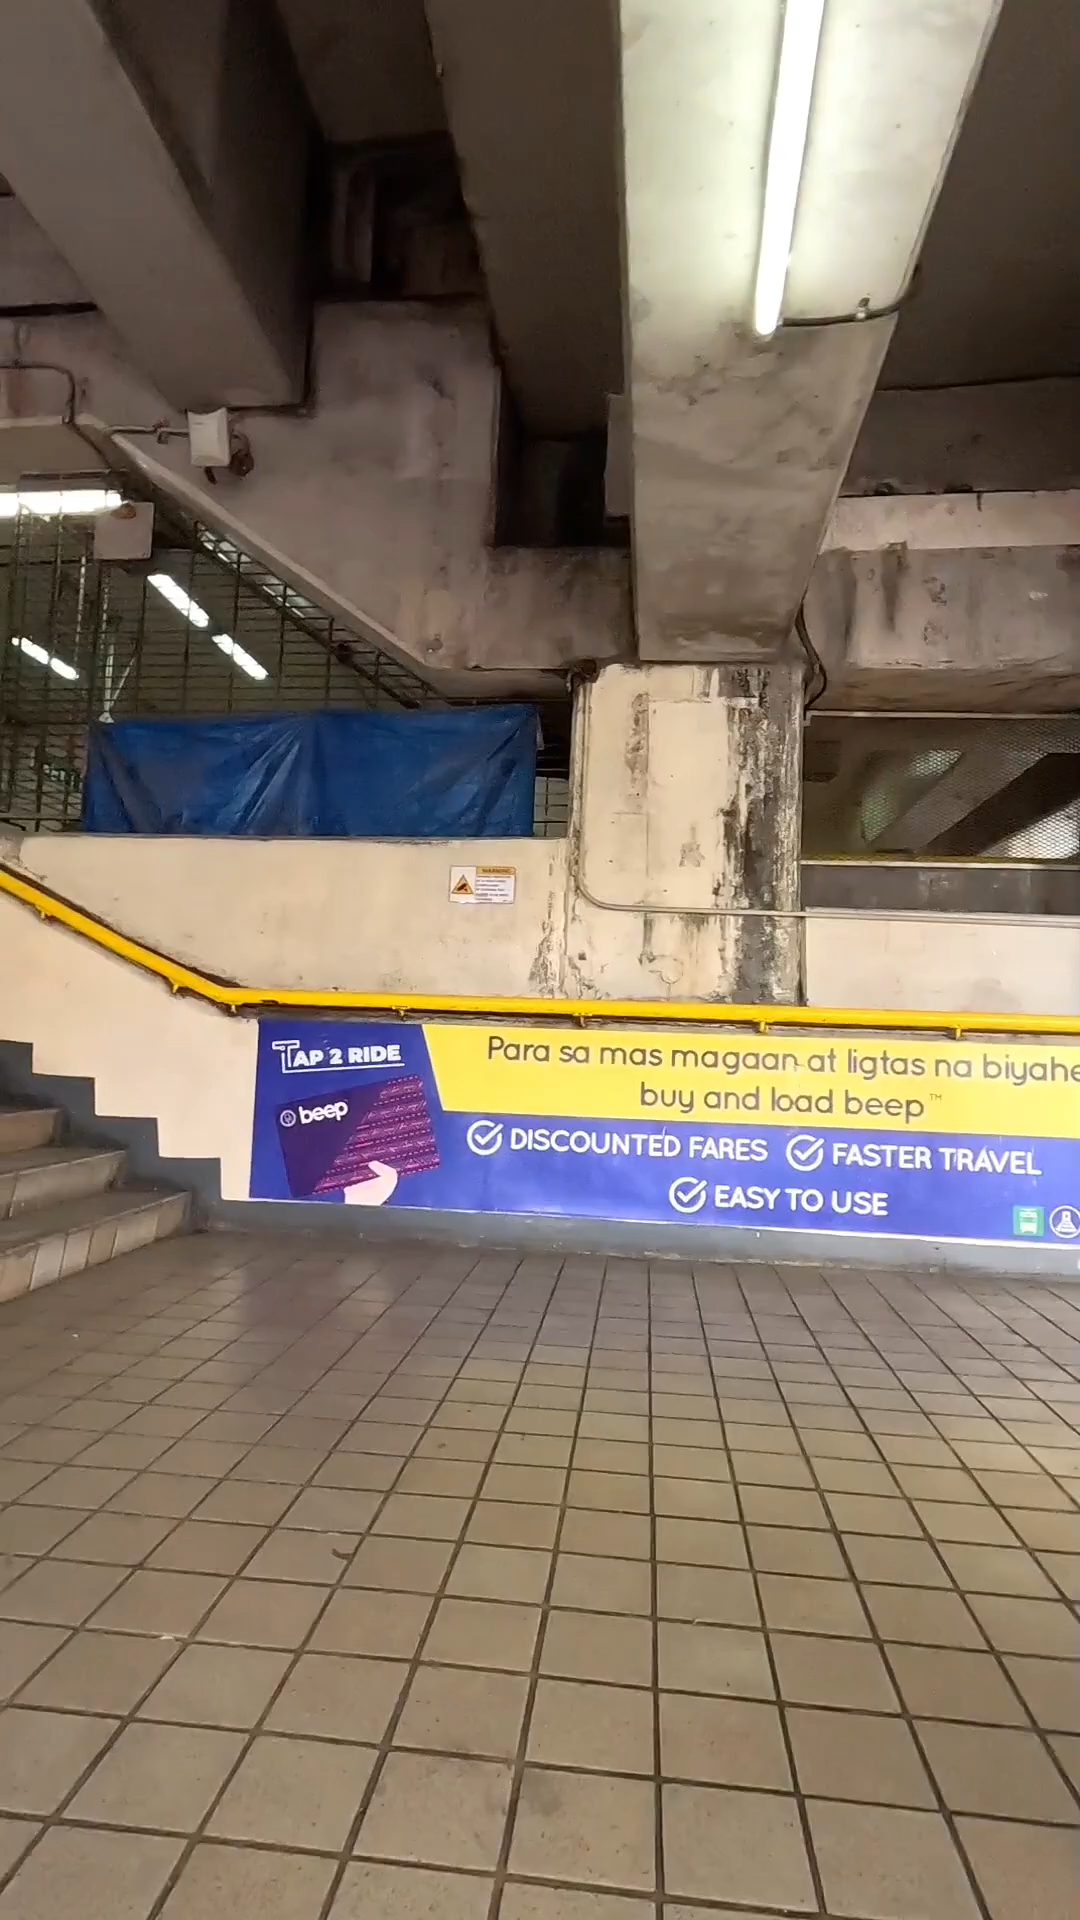 WARNING
TAP 2 RIDE
beep
Para sa mas magaan at ligtas na biyahe
buy and load beep™
DISCOUNTED FARES
FASTER TRAVEL
EASY TO USE